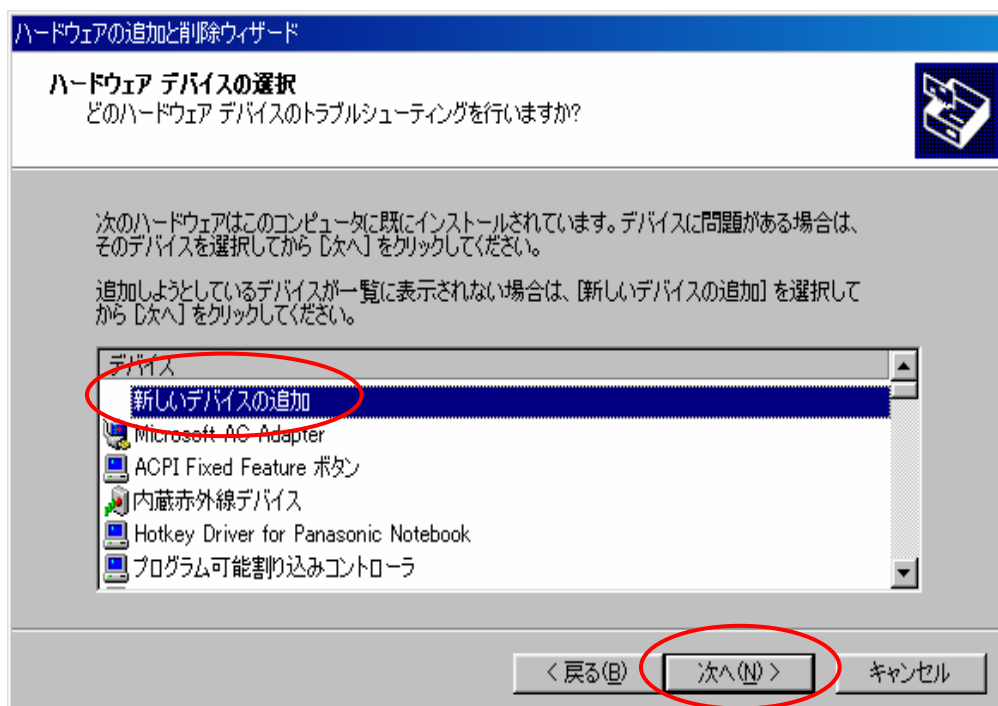 ハードウェアの追加と削除ウィザード
ハードウェア デバイスの選択
どのハードウェア デバイスのトラブルシューティングを行いますか?
次のハードウェアはこのコンピュータに既にインストールされています。デバイスに問題がある場合は、
そのデバイスを選択してから [次へ] をクリックしてください。
追加しようとしているデバイスが一覧に表示されない場合は、[新しいデバイスの追加] を選択して
から [次へ] をクリックしてください。
デバイス
新しいデバイスの追加
Microsoft AC Adapter
ACPI Fixed Feature ボタン
内蔵赤外線デバイス
Hotkey Driver for Panasonic Notebook
プログラム可能割り込みコントローラ
< 戻る(B) 次へ(N) > キャンセル